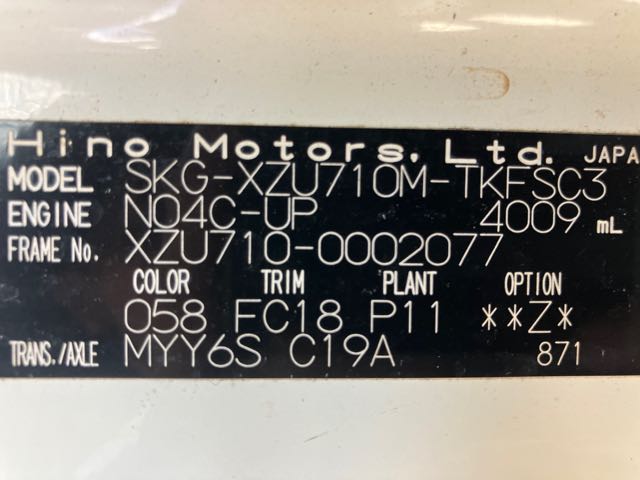 Hino Motors, Ltd. JAPA
MODEL SKG-XZU710M-TKFSC3
ENGINE N04C-UP 4009 mL
FRAME No. XZU710-0002077
COLOR TRIM PLANT OPTION
058 FC18 P11 **Z*
TRANS./AXLE MYY6S C19A 871